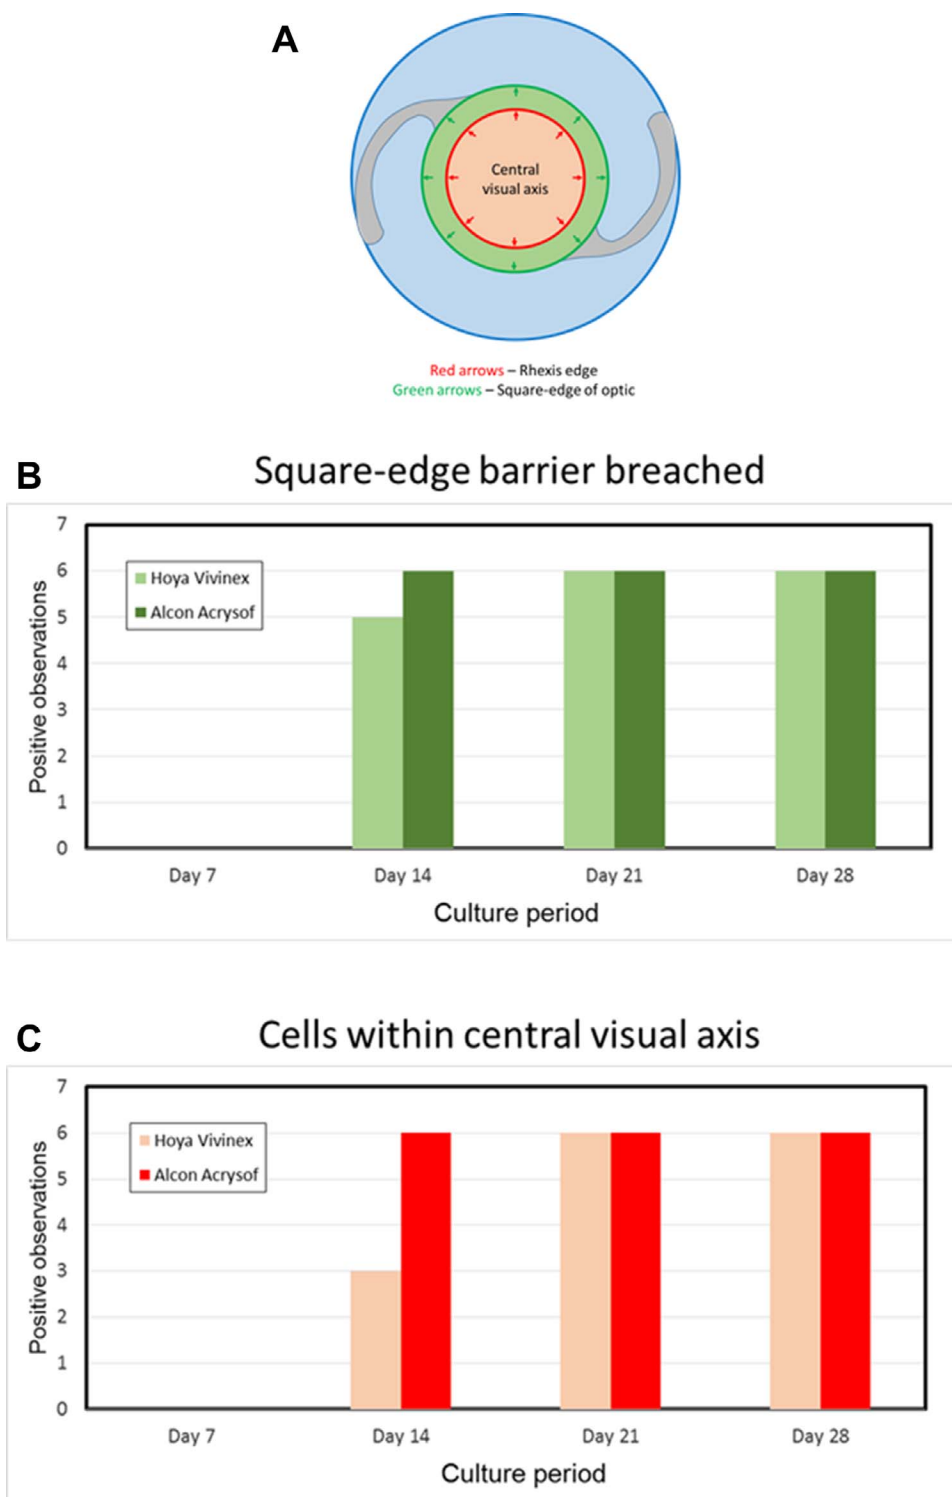 A
Central
visual axis
Red arrows – Rhexis edge
Green arrows – Square-edge of optic
B
Square-edge barrier breached
7
6
5
4
3
2
1
0
Positive observations
Hoya Vivinex
Alcon Acrysof
Day 7 Day 14 Day 21 Day 28
Culture period
C
Cells within central visual axis
7
6
5
4
3
2
1
0
Positive observations
Hoya Vivinex
Alcon Acrysof
Day 7 Day 14 Day 21 Day 28
Culture period